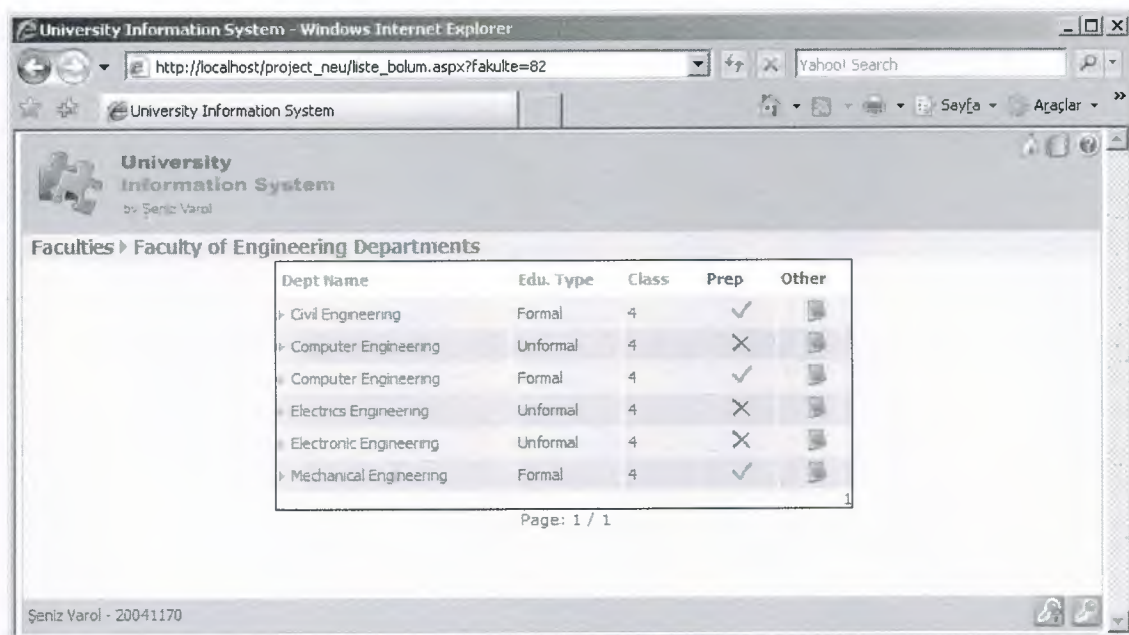 University Information System - Windows Internet Explorer
http://localhost/project_neu/liste_bolum.aspx?fakulte=82
Yahoo! Search
University Information System
Sayfa
Araçlar
University
Information System
by Şeniz Varol
Faculties Faculty of Engineering Departments
Dept Name Edu. Type Class Prep Other
Civil Engineering Formal 4
Computer Engineering Unformal 4
Computer Engineering Formal 4
Electrics Engineering Unformal 4
Electronic Engineering Unformal 4
Mechanical Engineering Formal 4
1
Page: 1 / 1
Şeniz Varol - 20041170